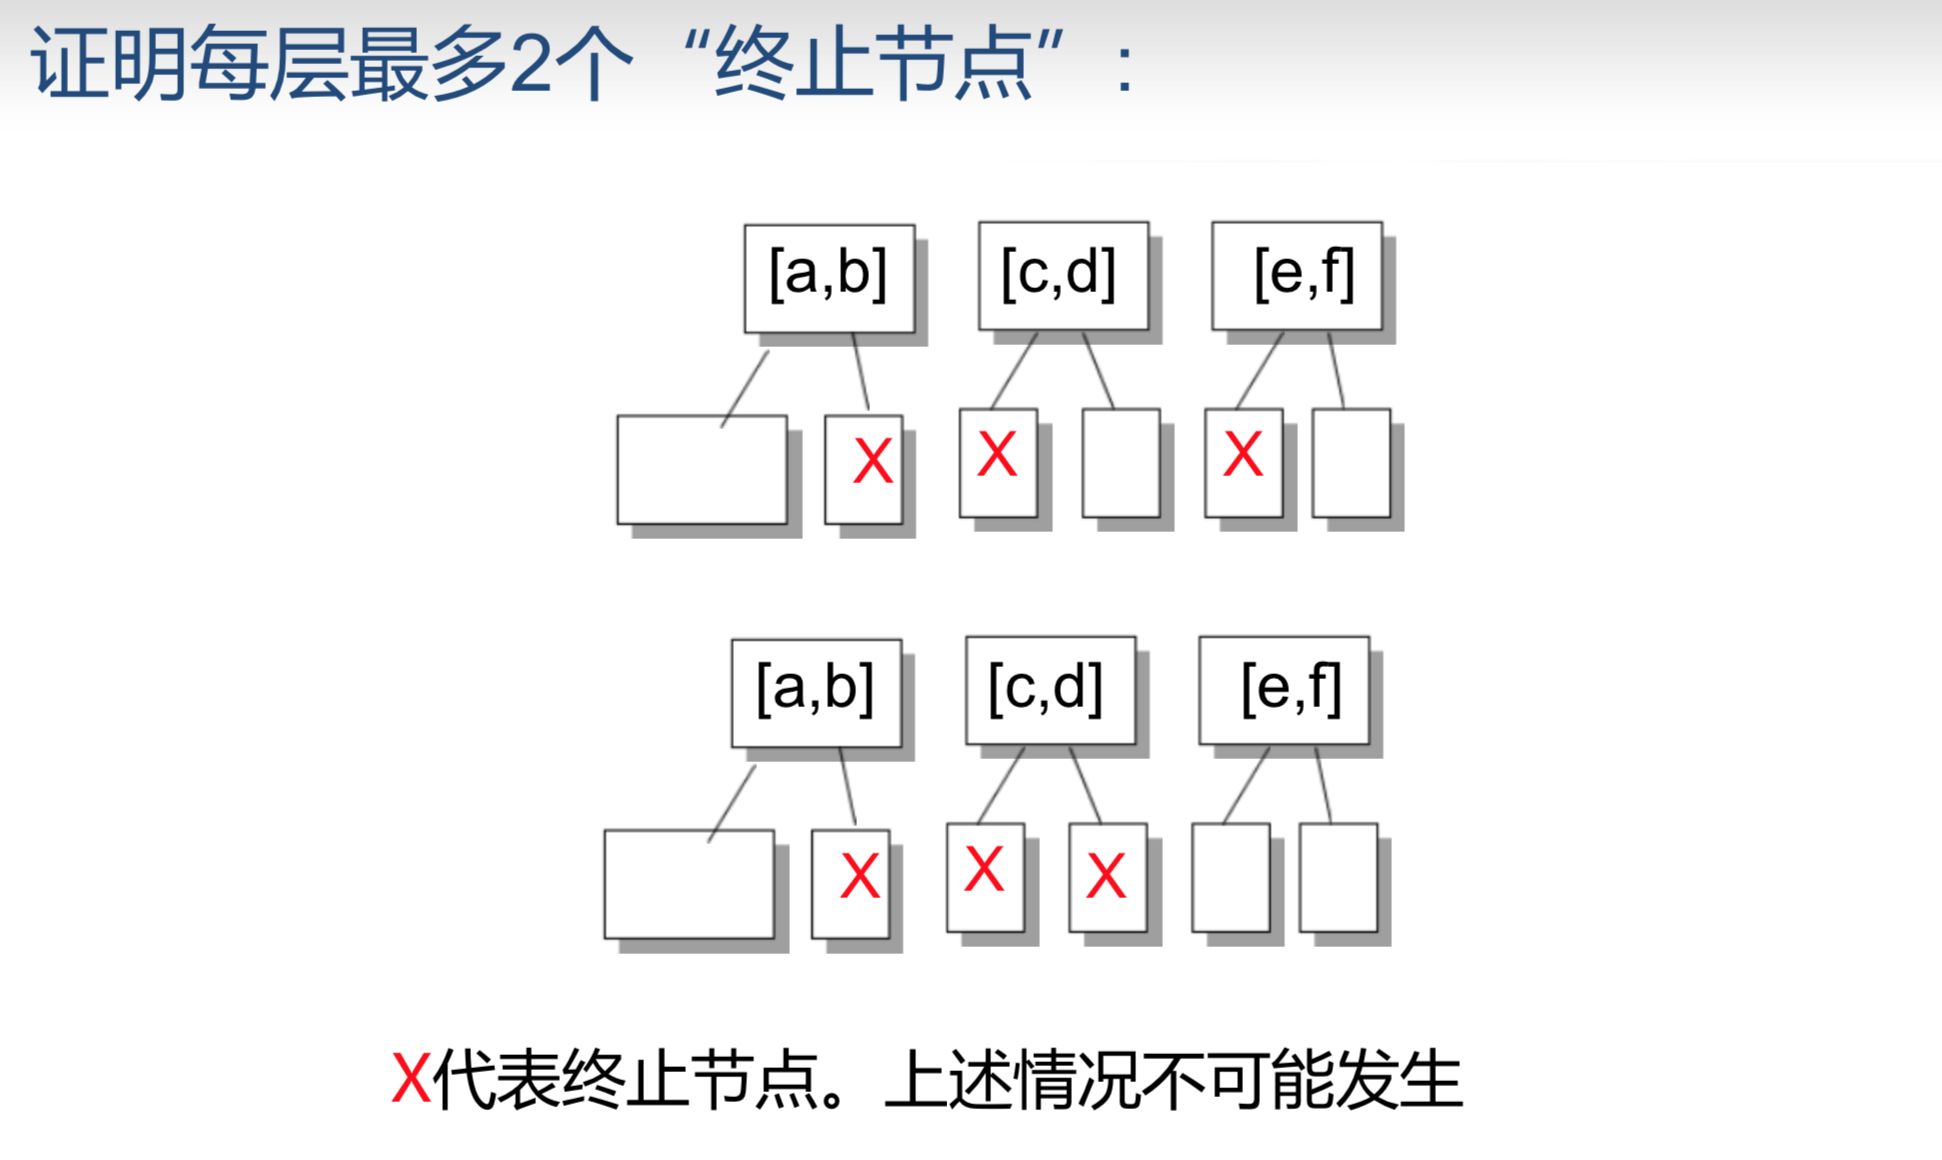 证明每层最多2个“终止节点”:
[a,b] [c,d] [e,f]
X X X
[a,b] [c,d] [e,f]
X X X
X代表终止节点。上述情况不可能发生